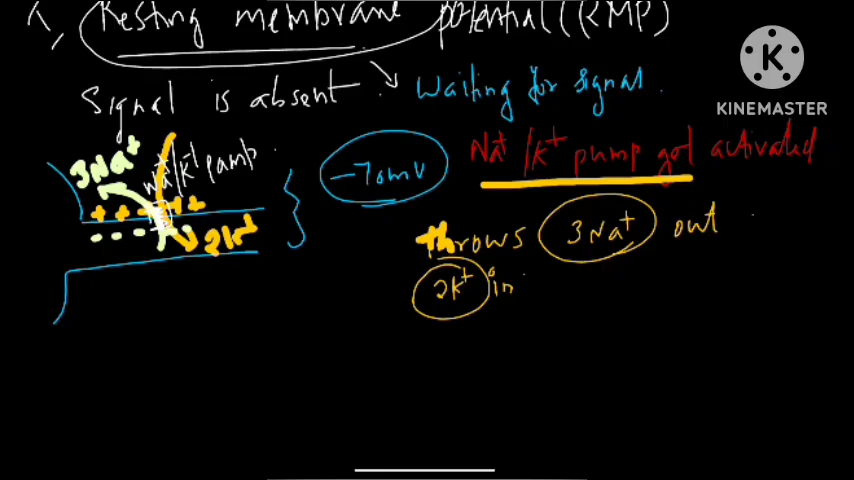 1, Resting membrane potential ((RMP)
Signal is absent. → Waiting for signal.
KINEMASTER
3Na+
Na+/K+ pump.
-70mv
Na+/K+ pump got activated
+ + + + +
2K+
throws 3Na+ out
2K+ in